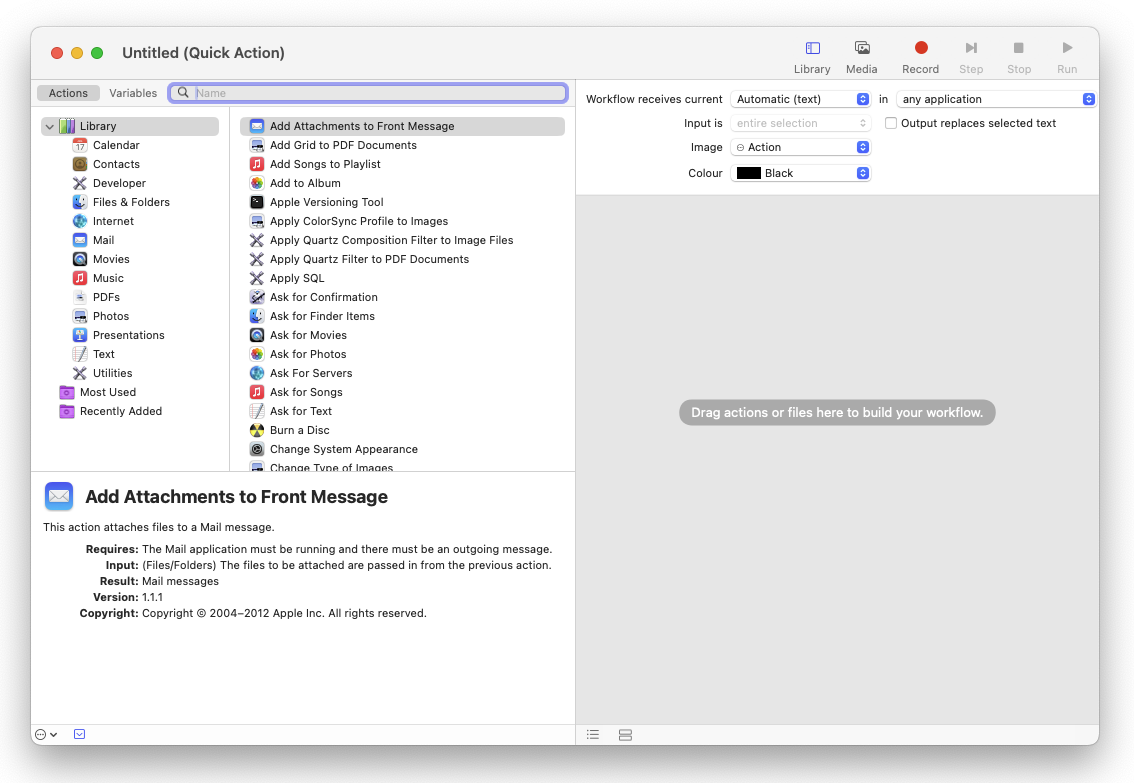 Untitled (Quick Action)
Library Media Record Step Stop Run
Actions Variables Name
Library
Calendar
Contacts
Developer
Files & Folders
Internet
Mail
Movies
Music
PDFs
Photos
Presentations
Text
Utilities
Most Used
Recently Added
Add Attachments to Front Message
Add Grid to PDF Documents
Add Songs to Playlist
Add to Album
Apple Versioning Tool
Apply ColorSync Profile to Images
Apply Quartz Composition Filter to Image Files
Apply Quartz Filter to PDF Documents
Apply SQL
Ask for Confirmation
Ask for Finder Items
Ask for Movies
Ask for Photos
Ask For Servers
Ask for Songs
Ask for Text
Burn a Disc
Change System Appearance
Change Type of Images
Add Attachments to Front Message
This action attaches files to a Mail message.
Requires: The Mail application must be running and there must be an outgoing message.
Input: (Files/Folders) The files to be attached are passed in from the previous action.
Result: Mail messages
Version: 1.1.1
Copyright: Copyright © 2004–2012 Apple Inc. All rights reserved.
Workflow receives current Automatic (text) in any application
Input is entire selection Output replaces selected text
Image Action
Colour Black
Drag actions or files here to build your workflow.